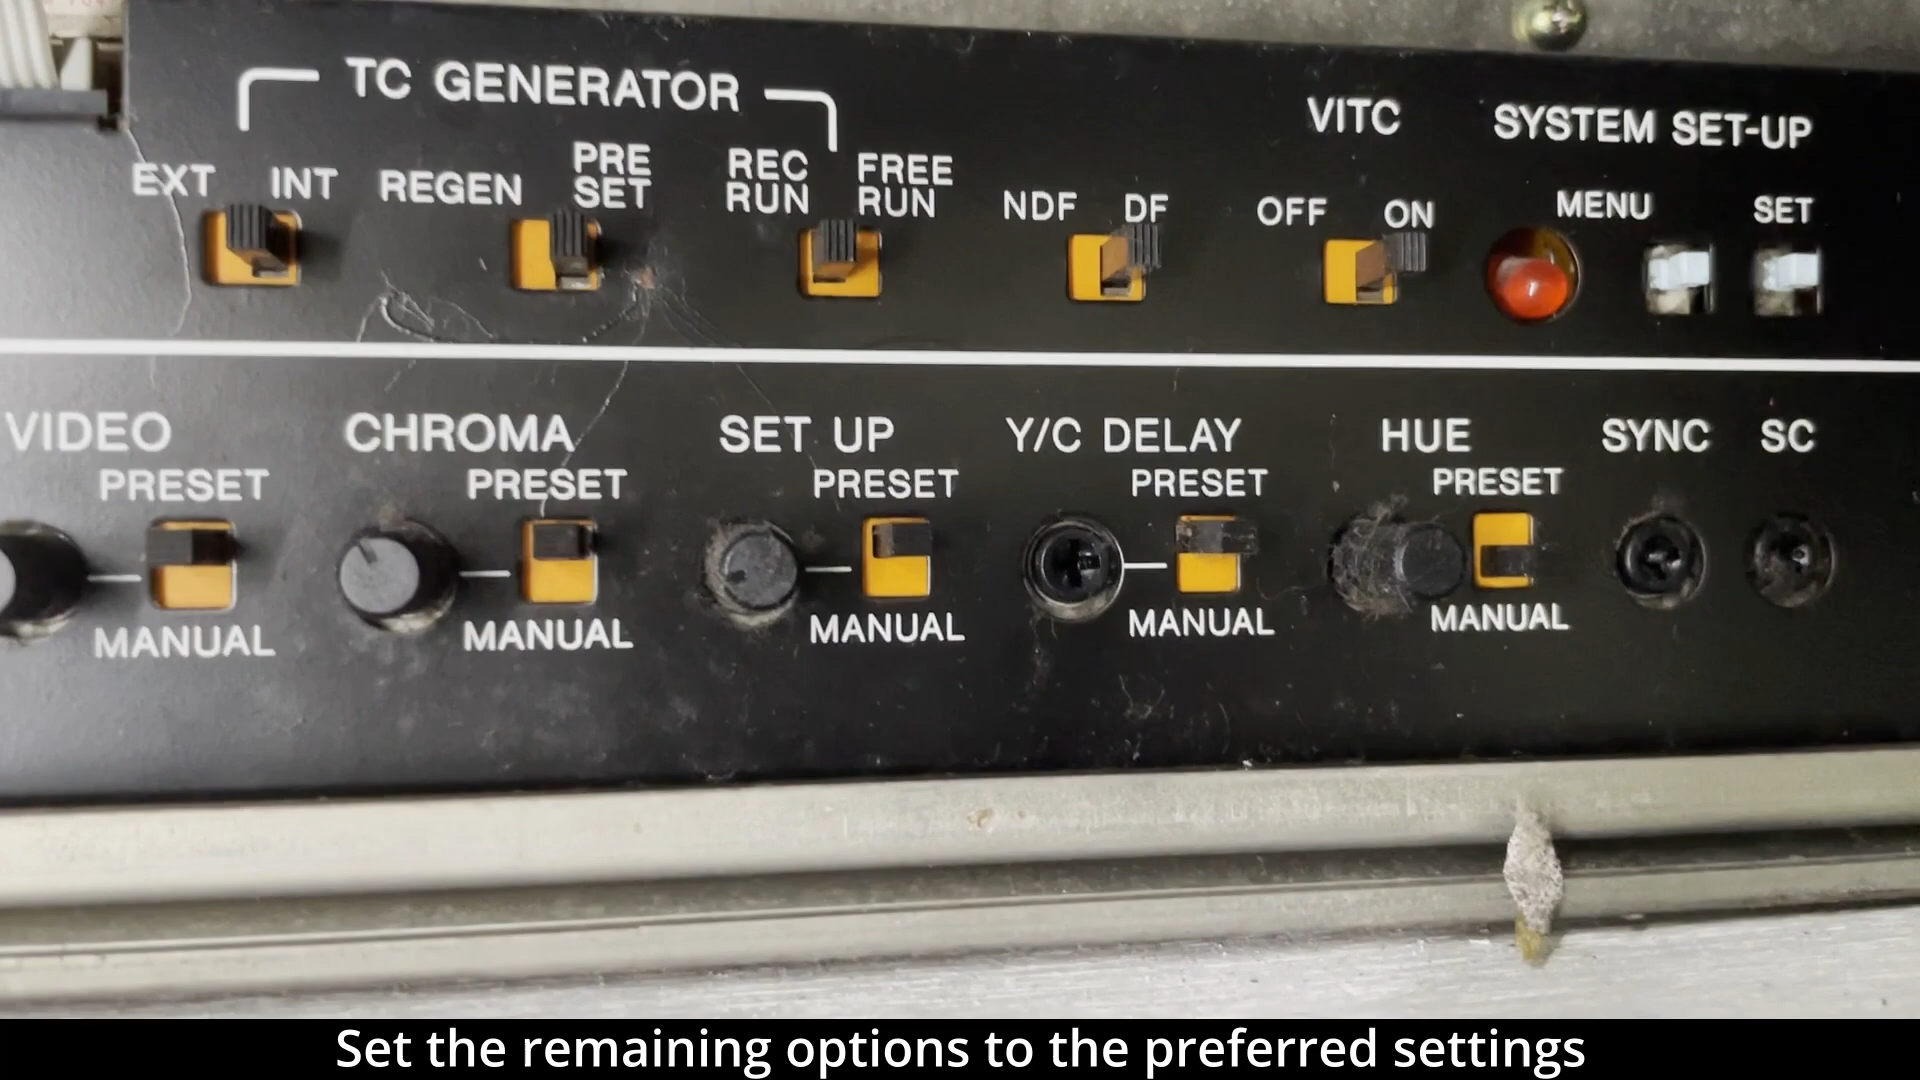 TC GENERATOR
VITC
SYSTEM SET-UP
EXT INT REGEN PRE SET REC RUN FREE RUN NDF DF OFF ON MENU SET
VIDEO CHROMA SET UP Y/C DELAY HUE SYNC SC
PRESET PRESET PRESET PRESET PRESET
MANUAL MANUAL MANUAL MANUAL MANUAL
Set the remaining options to the preferred settings